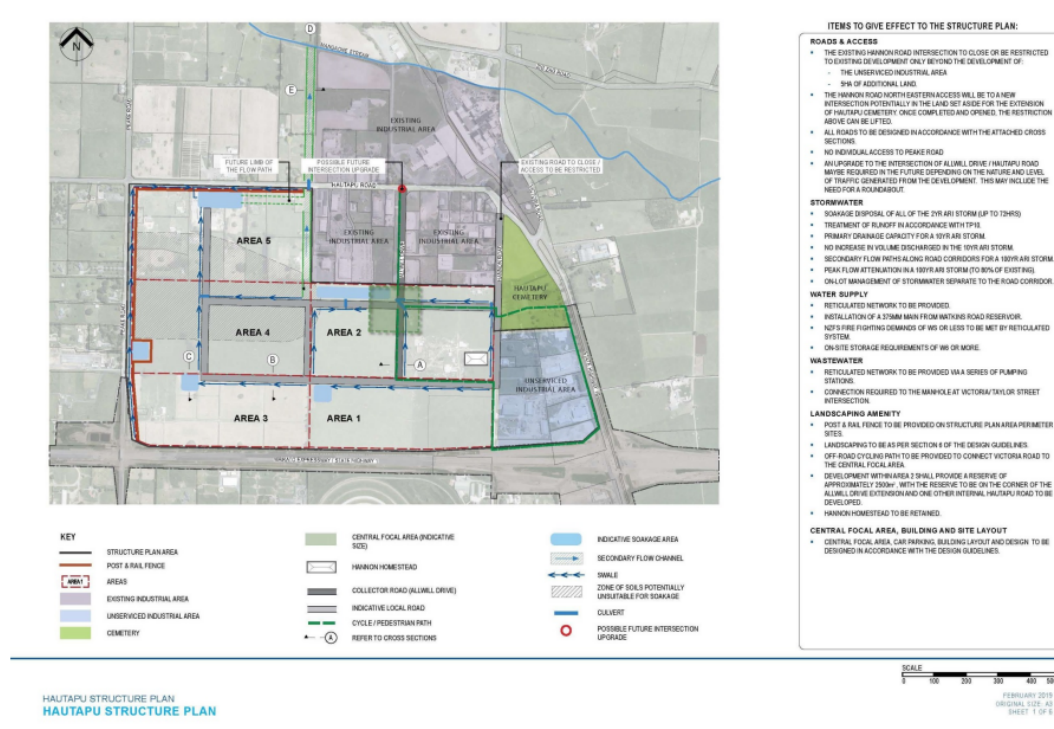 N
D
MANGAONE STREAM
E
PEAKE ROAD
EXISTING
INDUSTRIAL AREA
FUTURE LIMB OF
THE FLOW PATH
POSSIBLE FUTURE
INTERSECTION UPGRADE
EXISTING ROAD TO CLOSE /
ACCESS TO BE RESTRICTED
HAUTAPU ROAD
AREA 5
EXISTING
INDUSTRIAL AREA
EXISTING
INDUSTRIAL AREA
HAUTAPU
CEMETERY
PEAKE ROAD
AREA 4
AREA 2
C
B
A
UNSERVICED
INDUSTRIAL AREA
AREA 3
AREA 1
WAIKATO EXPRESSWAY / STATE HIGHWAY
KEY
STRUCTURE PLAN AREA
POST & RAIL FENCE
AREA 1
AREAS
EXISTING INDUSTRIAL AREA
UNSERVICED INDUSTRIAL AREA
CEMETERY
CENTRAL FOCAL AREA (INDICATIVE
SIZE)
HANNON HOMESTEAD
COLLECTOR ROAD (ALLWILL DRIVE)
INDICATIVE LOCAL ROAD
CYCLE / PEDESTRIAN PATH
A
REFER TO CROSS SECTIONS
INDICATIVE SOAKAGE AREA
SECONDARY FLOW CHANNEL
SWALE
ZONE OF SOILS POTENTIALLY
UNSUITABLE FOR SOAKAGE
CULVERT
POSSIBLE FUTURE INTERSECTION
UPGRADE
ITEMS TO GIVE EFFECT TO THE STRUCTURE PLAN:
ROADS & ACCESS
• THE EXISTING HANNON ROAD INTERSECTION TO CLOSE OR BE RESTRICTED
TO EXISTING DEVELOPMENT ONLY BEYOND THE DEVELOPMENT OF:
- THE UNSERVICED INDUSTRIAL AREA
- 5HA OF ADDITIONAL LAND.
• THE HANNON ROAD NORTH EASTERN ACCESS WILL BE TO A NEW
INTERSECTION POTENTIALLY IN THE LAND SET ASIDE FOR THE EXTENSION
OF HAUTAPU CEMETERY. ONCE COMPLETED AND OPENED, THE RESTRICTION
ABOVE CAN BE LIFTED.
• ALL ROADS TO BE DESIGNED IN ACCORDANCE WITH THE ATTACHED CROSS
SECTIONS.
• NO INDIVIDUAL ACCESS TO PEAKE ROAD
• AN UPGRADE TO THE INTERSECTION OF ALLWILL DRIVE / HAUTAPU ROAD
MAYBE REQUIRED IN THE FUTURE DEPENDING ON THE NATURE AND LEVEL
OF TRAFFIC GENERATED FROM THE DEVELOPMENT. THIS MAY INCLUDE THE
NEED FOR A ROUNDABOUT.
STORMWATER
• SOAKAGE DISPOSAL OF ALL OF THE 2YR ARI STORM (UP TO 72HRS)
• TREATMENT OF RUNOFF IN ACCORDANCE WITH TP10.
• PRIMARY DRAINAGE CAPACITY FOR A 10YR ARI STORM.
• NO INCREASE IN VOLUME DISCHARGED IN THE 10YR ARI STORM.
• SECONDARY FLOW PATHS ALONG ROAD CORRIDORS FOR A 100YR ARI STORM.
• PEAK FLOW ATTENUATION IN A 100YR ARI STORM (TO 80% OF EXISTING).
• ON-LOT MANAGEMENT OF STORMWATER SEPARATE TO THE ROAD CORRIDOR.
WATER SUPPLY
• RETICULATED NETWORK TO BE PROVIDED.
• INSTALLATION OF A 375MM MAIN FROM WATKINS ROAD RESERVOIR.
• NZFS FIRE FIGHTING DEMANDS OF W5 OR LESS TO BE MET BY RETICULATED
SYSTEM.
• ON-SITE STORAGE REQUIREMENTS OF W6 OR MORE.
WASTEWATER
• RETICULATED NETWORK TO BE PROVIDED VIA A SERIES OF PUMPING
STATIONS.
• CONNECTION REQUIRED TO THE MANHOLE AT VICTORIA/TAYLOR STREET
INTERSECTION.
LANDSCAPING AMENITY
• POST & RAIL FENCE TO BE PROVIDED ON STRUCTURE PLAN AREA PERIMETER
SITES.
• LANDSCAPING TO BE AS PER SECTION 8 OF THE DESIGN GUIDELINES.
• OFF-ROAD CYCLING PATH TO BE PROVIDED TO CONNECT VICTORIA ROAD TO
THE CENTRAL FOCAL AREA.
• DEVELOPMENT WITHIN AREA 2 SHALL PROVIDE A RESERVE OF
APPROXIMATELY 2500m², WITH THE RESERVE TO BE ON THE CORNER OF THE
ALLWILL DRIVE EXTENSION AND ONE OTHER INTERNAL HAUTAPU ROAD TO BE
DEVELOPED.
• HANNON HOMESTEAD TO BE RETAINED.
CENTRAL FOCAL AREA, BUILDING AND SITE LAYOUT
• CENTRAL FOCAL AREA, CAR PARKING, BUILDING LAYOUT AND DESIGN TO BE
DESIGNED IN ACCORDANCE WITH THE DESIGN GUIDELINES.
SCALE
0 100 200 300 400
HAUTAPU STRUCTURE PLAN
HAUTAPU STRUCTURE PLAN
FEBRUARY 2019
ORIGINAL SIZE: A3
SHEET 1 OF 6